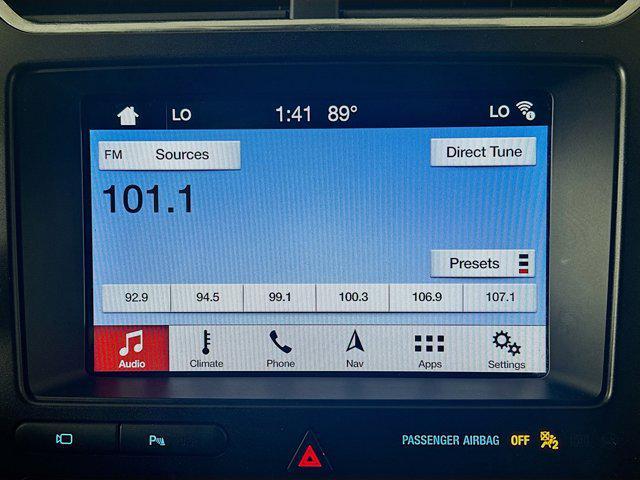 LO 1:41 89° LO
FM Sources Direct Tune
101.1
Presets
92.9 94.5 99.1 100.3 106.9 107.1
Audio Climate Phone Nav Apps Settings
P PASSENGER AIRBAG OFF 2